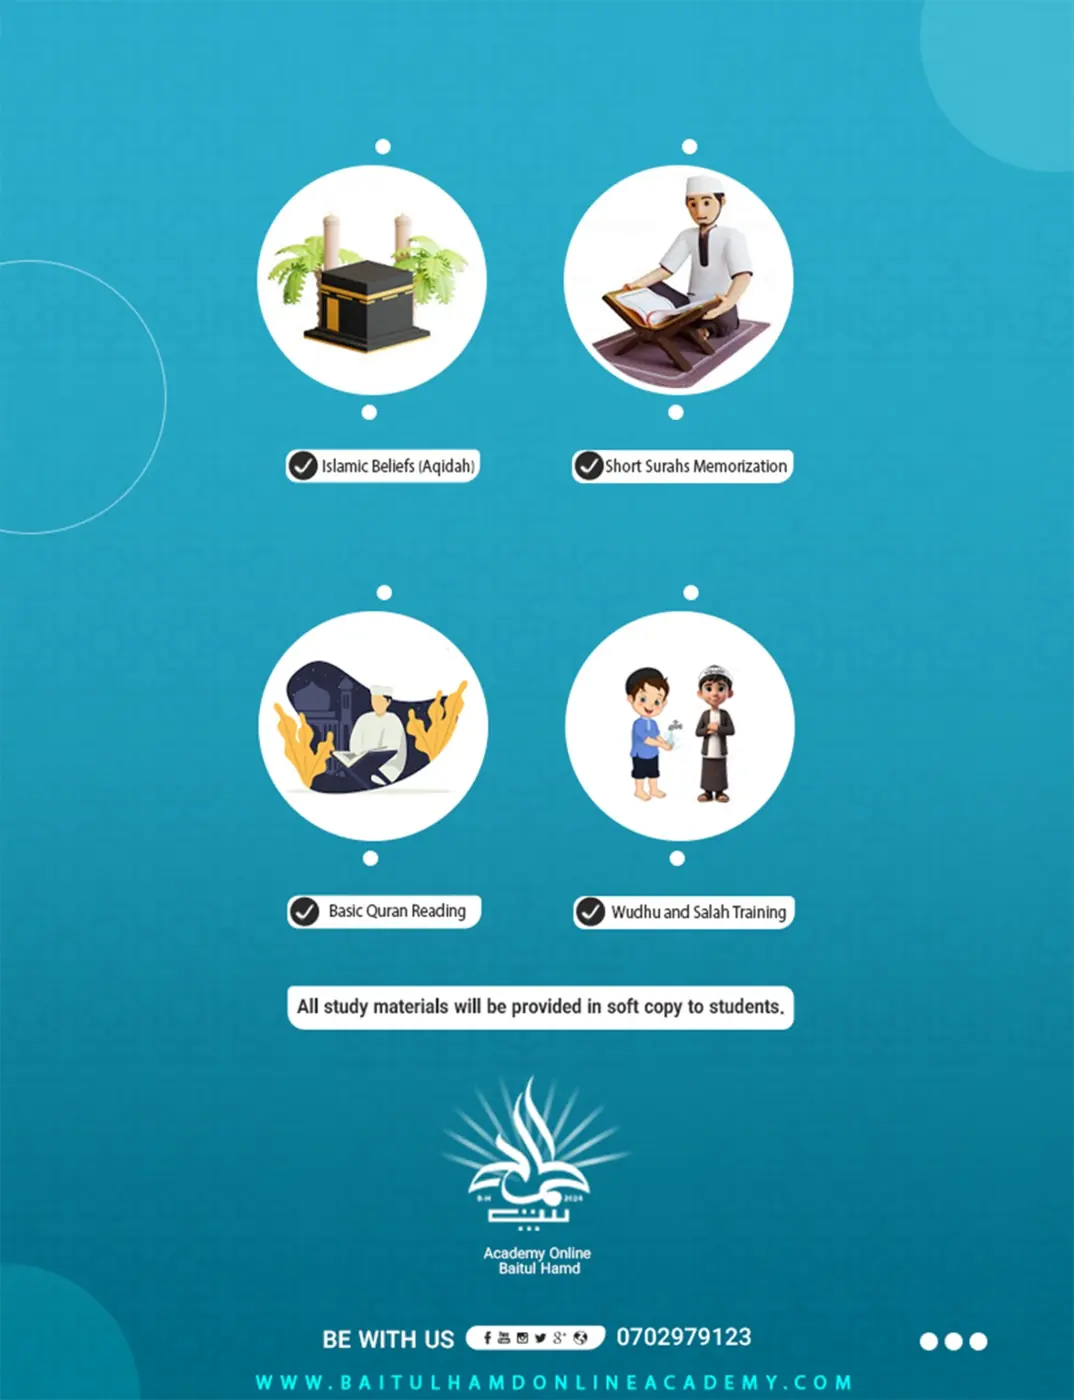 Islamic Beliefs (Aqidah)
Short Surahs Memorization
Basic Quran Reading
Wudhu and Salah Training
All study materials will be provided in soft copy to students.
B-H 2024
Academy Online
Baitul Hamd
BE WITH US 0702979123
WWW.BAITULHAMDONLINEACADEMY.COM